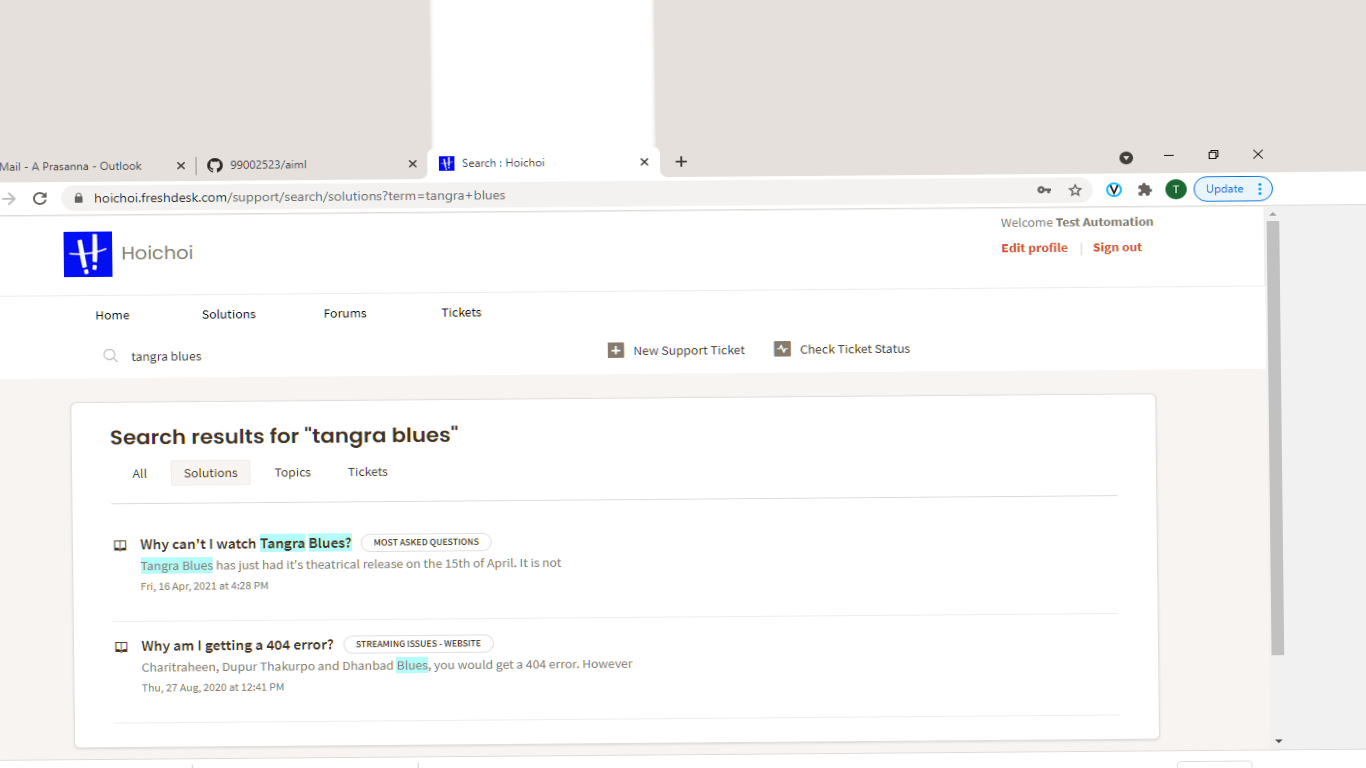 Mail - A Prasanna - Outlook
99002523/aiml
Search : Hoichoi
hoichoi.freshdesk.com/support/search/solutions?term=tangra+blues
T
Update
Hoichoi
Welcome Test Automation
Edit profile | Sign out
Home Solutions Forums Tickets
tangra blues
New Support Ticket
Check Ticket Status
Search results for "tangra blues"
All Solutions Topics Tickets
Why can't I watch Tangra Blues? MOST ASKED QUESTIONS
Tangra Blues has just had it's theatrical release on the 15th of April. It is not
Fri, 16 Apr, 2021 at 4:28 PM
Why am I getting a 404 error? STREAMING ISSUES - WEBSITE
Charitraheen, Dupur Thakurpo and Dhanbad Blues, you would get a 404 error. However
Thu, 27 Aug, 2020 at 12:41 PM